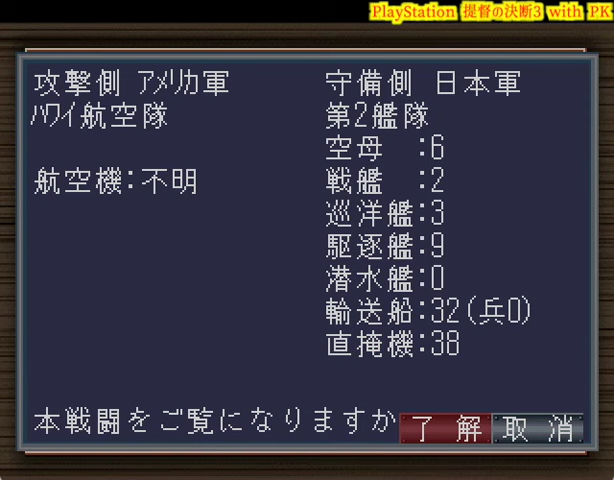 PlayStation 提督の決断3 with PK
攻撃側 アメリカ軍
ハワイ航空隊
航空機:不明
守備側 日本軍
第2艦隊
空母 :6
戦艦 :2
巡洋艦:3
駆逐艦:9
潜水艦:0
輸送船:32(兵0)
直掩機:38
本戦闘をご覧になりますか
了解
取消